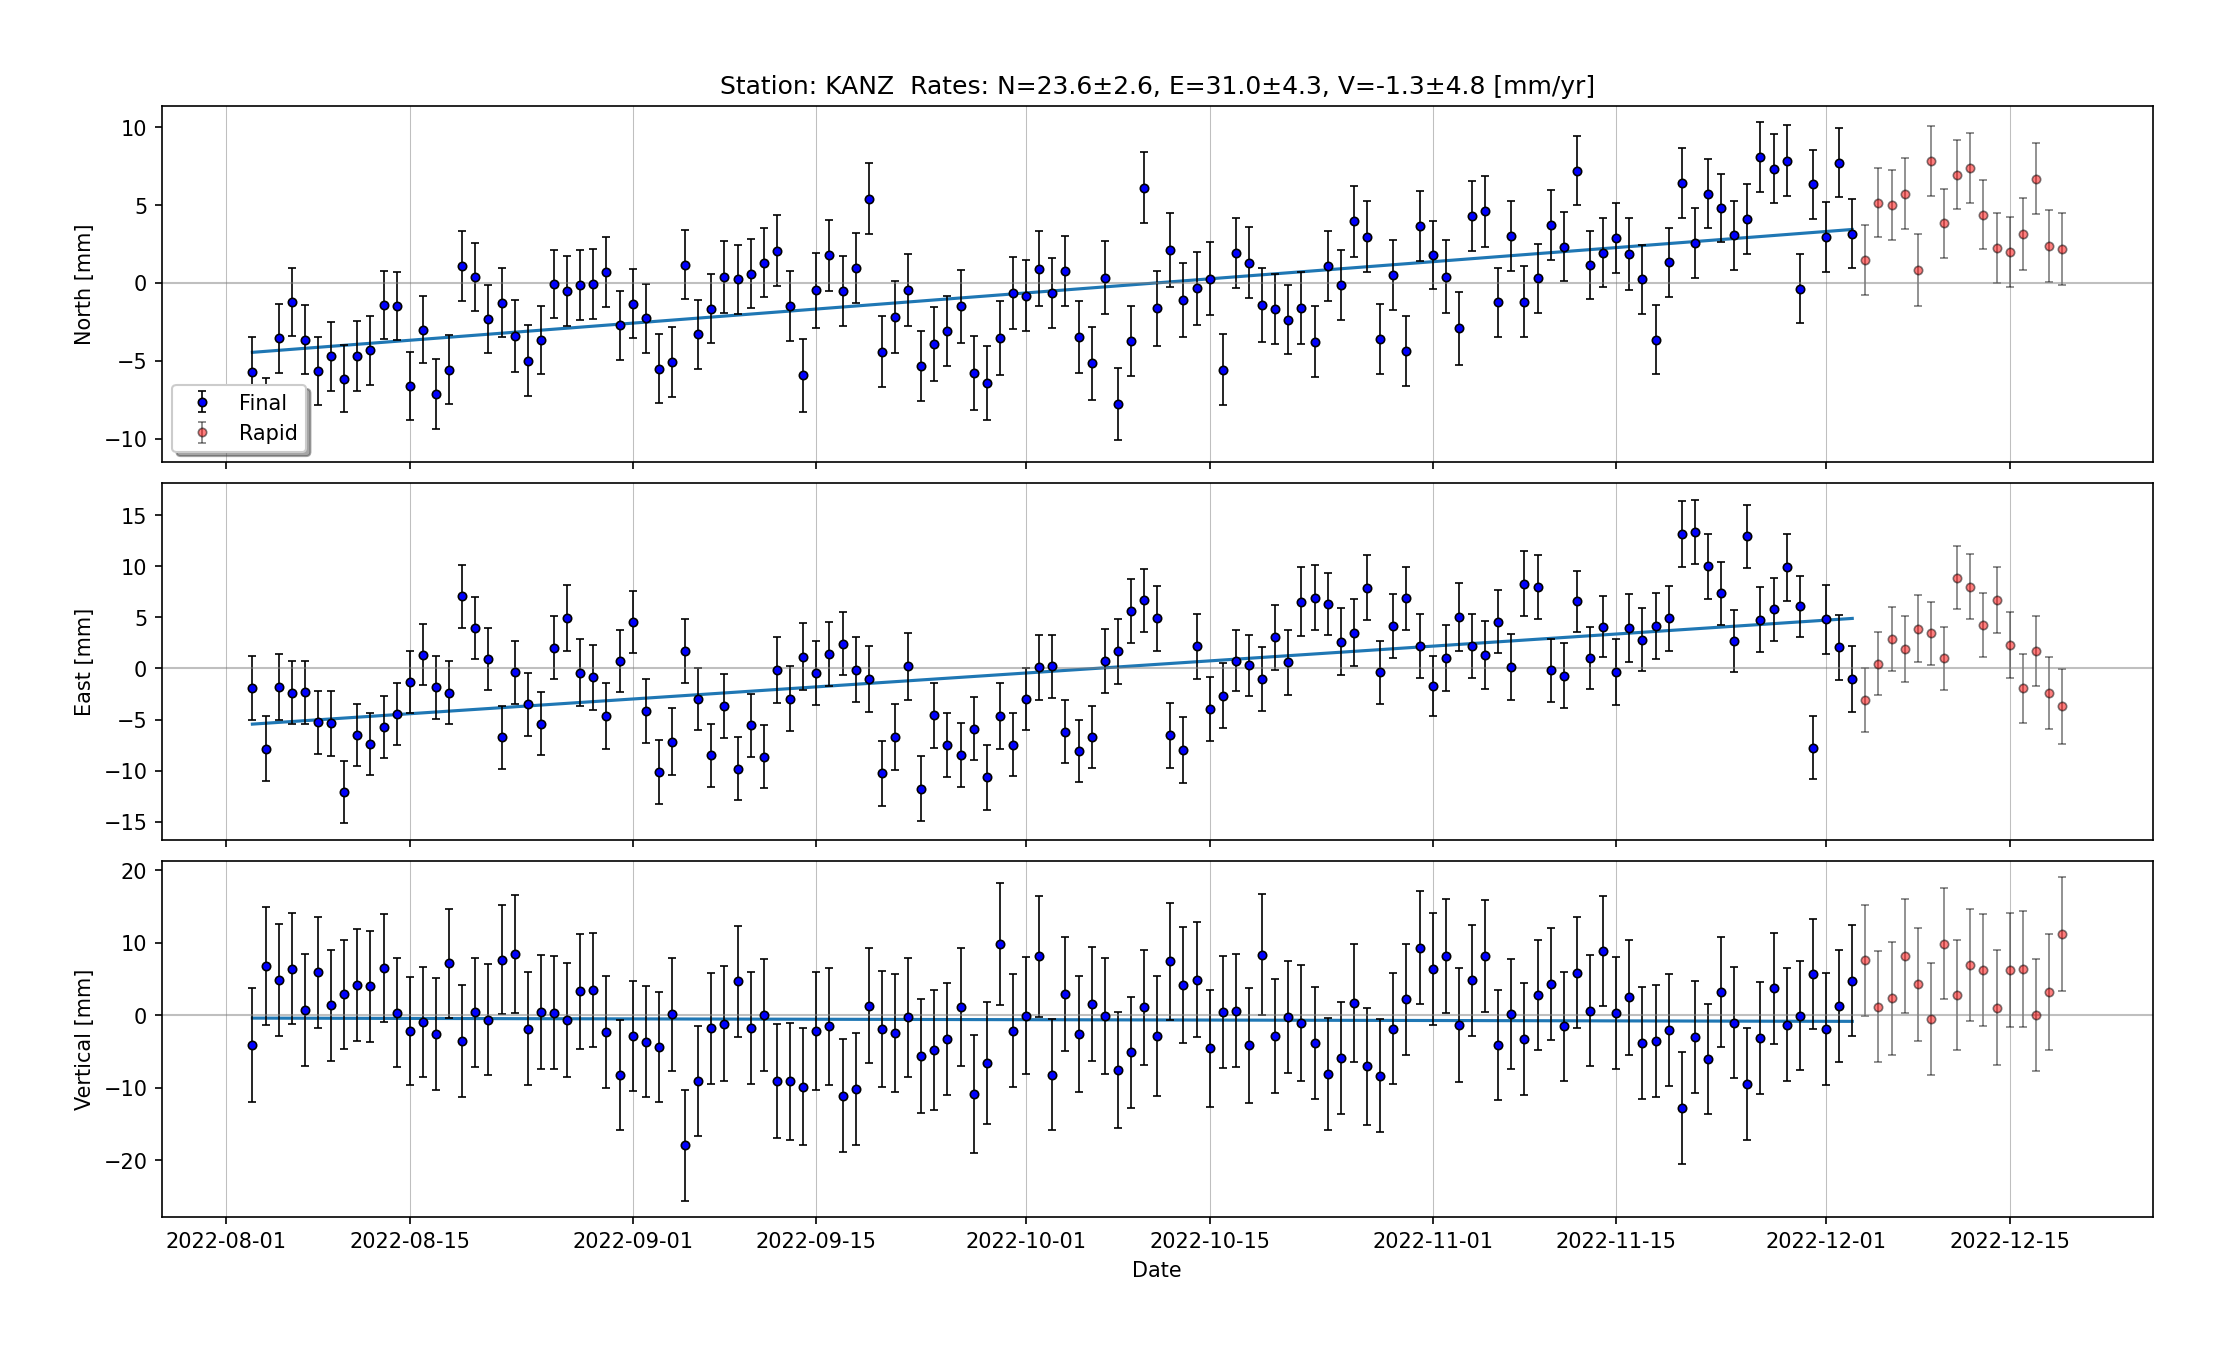 Station: KANZ  Rates: N=23.6±2.6, E=31.0±4.3, V=-1.3±4.8 [mm/yr]
10
5
0
−5
−10
North [mm]
Final
Rapid
15
10
5
0
−5
−10
−15
East [mm]
20
10
0
−10
−20
Vertical [mm]
2022-08-01 2022-08-15 2022-09-01 2022-09-15 2022-10-01 2022-10-15 2022-11-01 2022-11-15 2022-12-01 2022-12-15
Date